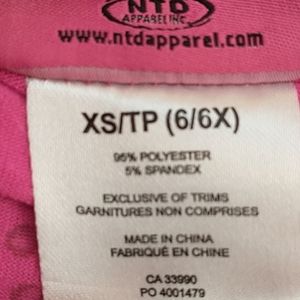 NTD
APPAREL INC.
www.ntdapparel.com
XS/TP (6/6X)
95% POLYESTER
5% SPANDEX
EXCLUSIVE OF TRIMS
GARNITURES NON COMPRISES
MADE IN CHINA
FABRIQUÉ EN CHINE
CA 33990
PO 4001479